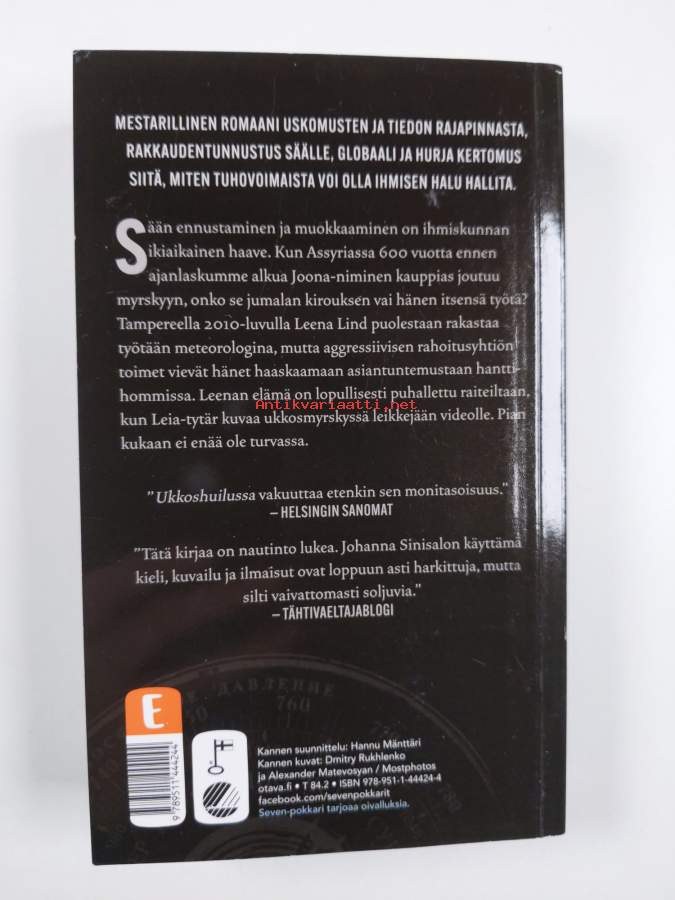 MESTARILLINEN ROMAANI USKOMUSTEN JA TIEDON RAJAPINNASTA,
RAKKAUDENTUNNUSTUS SÄÄLLE, GLOBAALI JA HURJA KERTOMUS
SIITÄ, MITEN TUHOVOIMAISTA VOI OLLA IHMISEN HALU HALLITA.
Sään ennustaminen ja muokkaaminen on ihmiskunnan
ikiaikainen haave. Kun Assyriassa 600 vuotta ennen
ajanlaskumme alkua Joona-niminen kauppias joutuu
myrskyyn, onko se jumalan kirouksen vai hänen itsensä työtä?
Tampereella 2010-luvulla Leena Lind puolestaan rakastaa
työtään meteorologina, mutta aggressiivisen rahoitusyhtiön
toimet vievät hänet haaskaamaan asiantuntemustaan hantti-
hommissa. Leenan elämä on lopullisesti puhallettu raiteiltaan,
Antikvariaatti.net
kun Leia-tytär kuvaa ukkosmyrskyssä leikkejään videolle. Pian
kukaan ei enää ole turvassa.
"Ukkoshuilussa vakuuttaa etenkin sen monitasoisuus."
– HELSINGIN SANOMAT
"Tätä kirjaa on nautinto lukea. Johanna Sinisalon käyttämä
kieli, kuvailu ja ilmaisut ovat loppuun asti harkittuja, mutta
silti vaivattomasti soljuvia."
– TÄHTIVAELTAJABLOGI
ДАВЛЕНИЕ
760
E
9 789511 444244
Kannen suunnittelu: Hannu Mänttäri
Kannen kuvat: Dmitry Rukhlenko
ja Alexander Matevosyan / Mostphotos
otava.fi • T 84.2 • ISBN 978-951-1-44424-4
facebook.com/sevenpokkarit
Seven-pokkari tarjoaa oivalluksia.